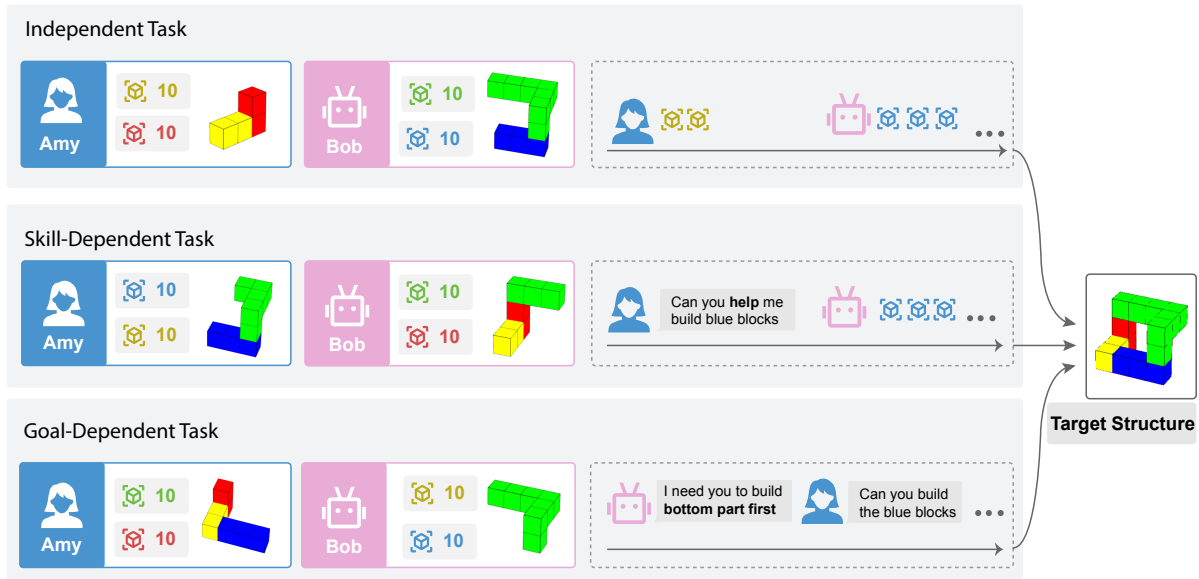 Independent Task
Amy
10
10
Bob
10
10
Skill-Dependent Task
Amy
10
10
Bob
10
10
Can you help me
build blue blocks
Goal-Dependent Task
Amy
10
10
Bob
10
10
I need you to build
bottom part first
Can you build
the blue blocks
Target Structure